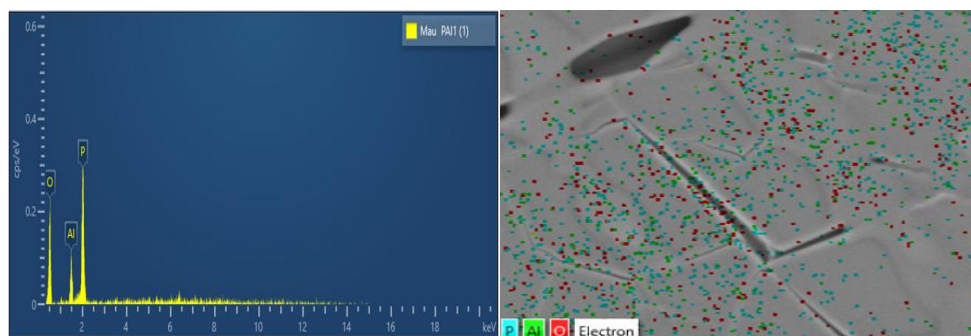 Mau PAl1 (1)
0.6
0.4
cps/eV
P
O
0.2
Al
0
2 4 6 8 10 12 14 16 18 keV
P Al O Electron